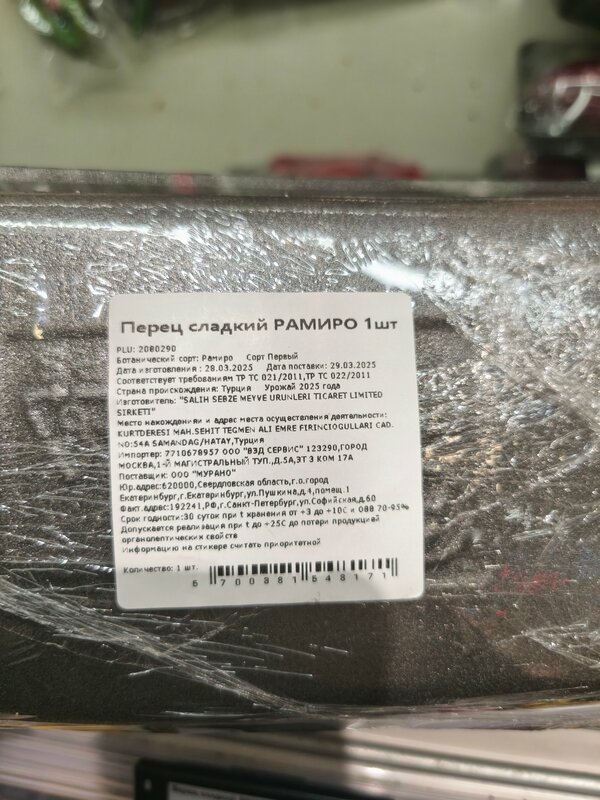 Перец сладкий РАМИРО 1шт
PLU: 2080290
Ботанический сорт: Рамиро Сорт Первый
Дата изготовления : 28.03.2025 Дата поставки: 29.03.2025
Соответствует требованиям ТР ТС 021/2011,ТР ТС 022/2011
Страна происхождения: Турция Урожай 2025 года
Изготовитель: "SALIH SEBZE MEYVE URUNLERI TICARET LIMITED
SIRKETI"
Место нахождения и адрес места осуществления деятельности:
KURTDERESI MAH.SEHIT TEGMEN ALI EMRE FIRINCIOGULLARI CAD.
NO:54A SAMANDAG/HATAY,Турция
Импортер: 7710678957 ООО "ВЭД СЕРВИС" 123290,ГОРОД
МОСКВА,1-Й МАГИСТРАЛЬНЫЙ ТУП.,Д.5А,ЭТ 3 КОМ 17А
Поставщик: ООО "МУРАНО"
Юр.адрес:620000,Свердловская область,г.о.город
Екатеринбург,г.Екатеринбург,ул.Пушкина,д.4,помещ.1
Факт.адрес:192241,РФ,г.Санкт-Петербург,ул.Софийская,д.60
Срок годности:30 суток при t хранения от +3 до +10С и ОВВ 70-95%
Допускается реализация при t до +25С до потери продукцией
органолептических свойств
Информацию на стикере считать приоритетной
Количество: 1 шт.
6 700381 648171